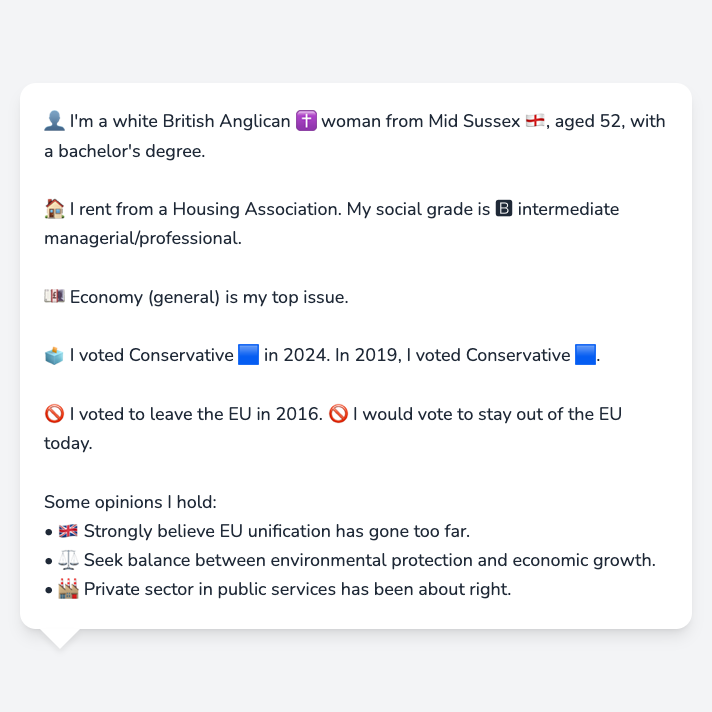 👤 I'm a white British Anglican ✝️ woman from Mid Sussex 🏴󠁧󠁢󠁥󠁮󠁧󠁿, aged 52, with
a bachelor's degree.
🏠 I rent from a Housing Association. My social grade is 🅱 intermediate
managerial/professional.
💷 Economy (general) is my top issue.
🗳️ I voted Conservative 🟦 in 2024. In 2019, I voted Conservative 🟦.
🚫 I voted to leave the EU in 2016. 🚫 I would vote to stay out of the EU
today.
Some opinions I hold:
• 🇬🇧 Strongly believe EU unification has gone too far.
• ⚖️ Seek balance between environmental protection and economic growth.
• 🏭 Private sector in public services has been about right.